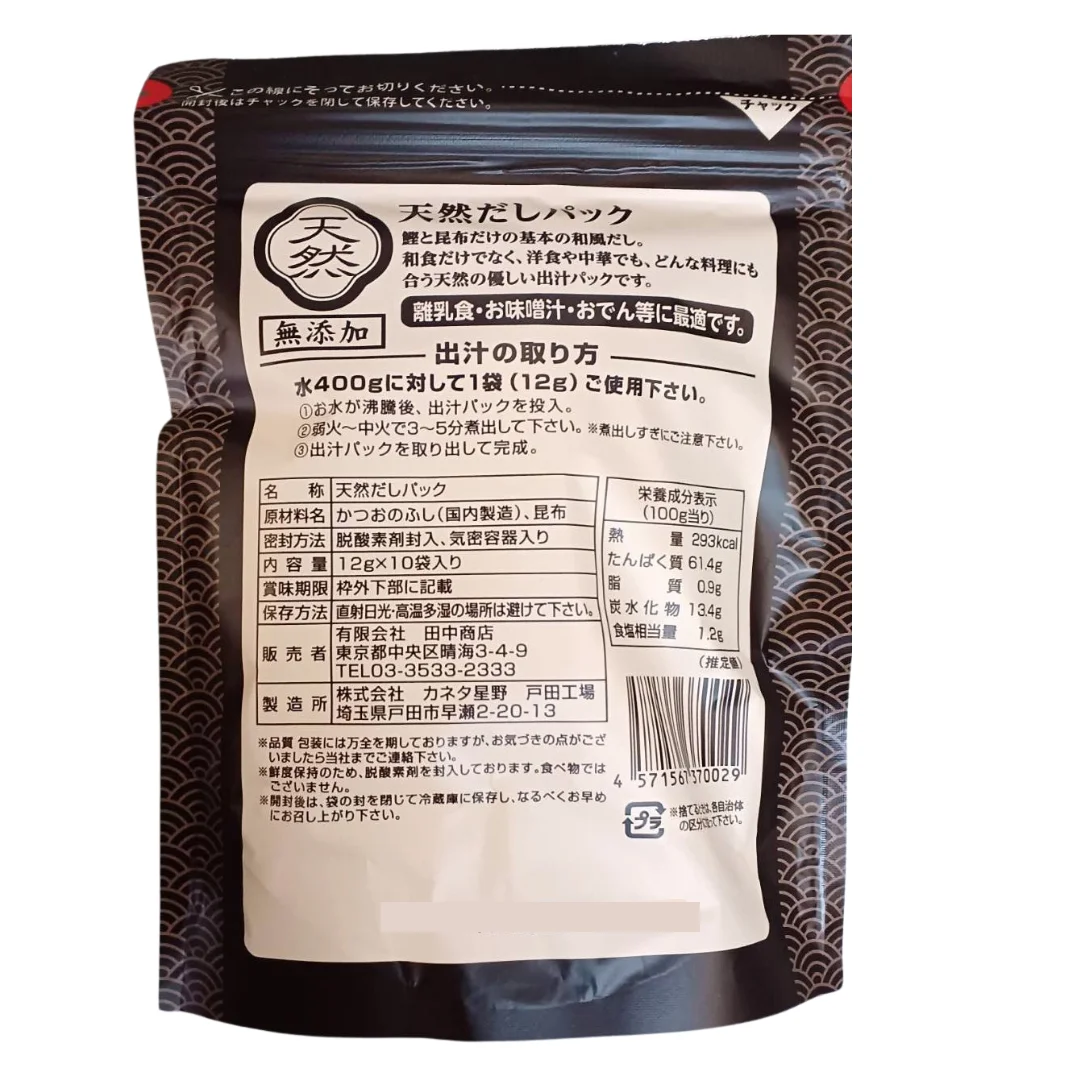 この線にそってお切りください。
開封後はチャックを閉じて保存してください。
チャック
天然
無添加
天然だしパック
鰹と昆布だけの基本の和風だし。
和食だけでなく、洋食や中華でも、どんな料理にも
合う天然の優しい出汁パックです。
離乳食・お味噌汁・おでん等に最適です。
出汁の取り方
水400gに対して1袋(12g)ご使用下さい。
①お水が沸騰後、出汁パックを投入。
②弱火〜中火で3〜5分煮出して下さい。※煮出しすぎにご注意下さい。
③出汁パックを取り出して完成。
名称 天然だしパック
原材料名 かつおのふし(国内製造)、昆布
密封方法 脱酸素剤封入、気密容器入り
内容量 12g×10袋入り
賞味期限 枠外下部に記載
保存方法 直射日光・高温多湿の場所は避けて下さい。
販売者 有限会社 田中商店
東京都中央区晴海3-4-9
TEL03-3533-2333
製造所 株式会社 カネタ星野 戸田工場
埼玉県戸田市早瀬2-20-13
栄養成分表示
(100g当り)
熱量 293kcal
たんぱく質 61.4g
脂質 0.9g
炭水化物 13.4g
食塩相当量 1.2g
(推定値)
※品質 包装には万全を期しておりますが、お気づきの点がござ
いましたら当社までご連絡下さい。
※鮮度保持のため、脱酸素剤を封入しております。食べ物では
ございません。
※開封後は、袋の封を閉じて冷蔵庫に保存し、なるべくお早め
にお召し上がり下さい。
4 571561 370029
プラ
※捨てるときは、各自治体
の区分に従って下さい。